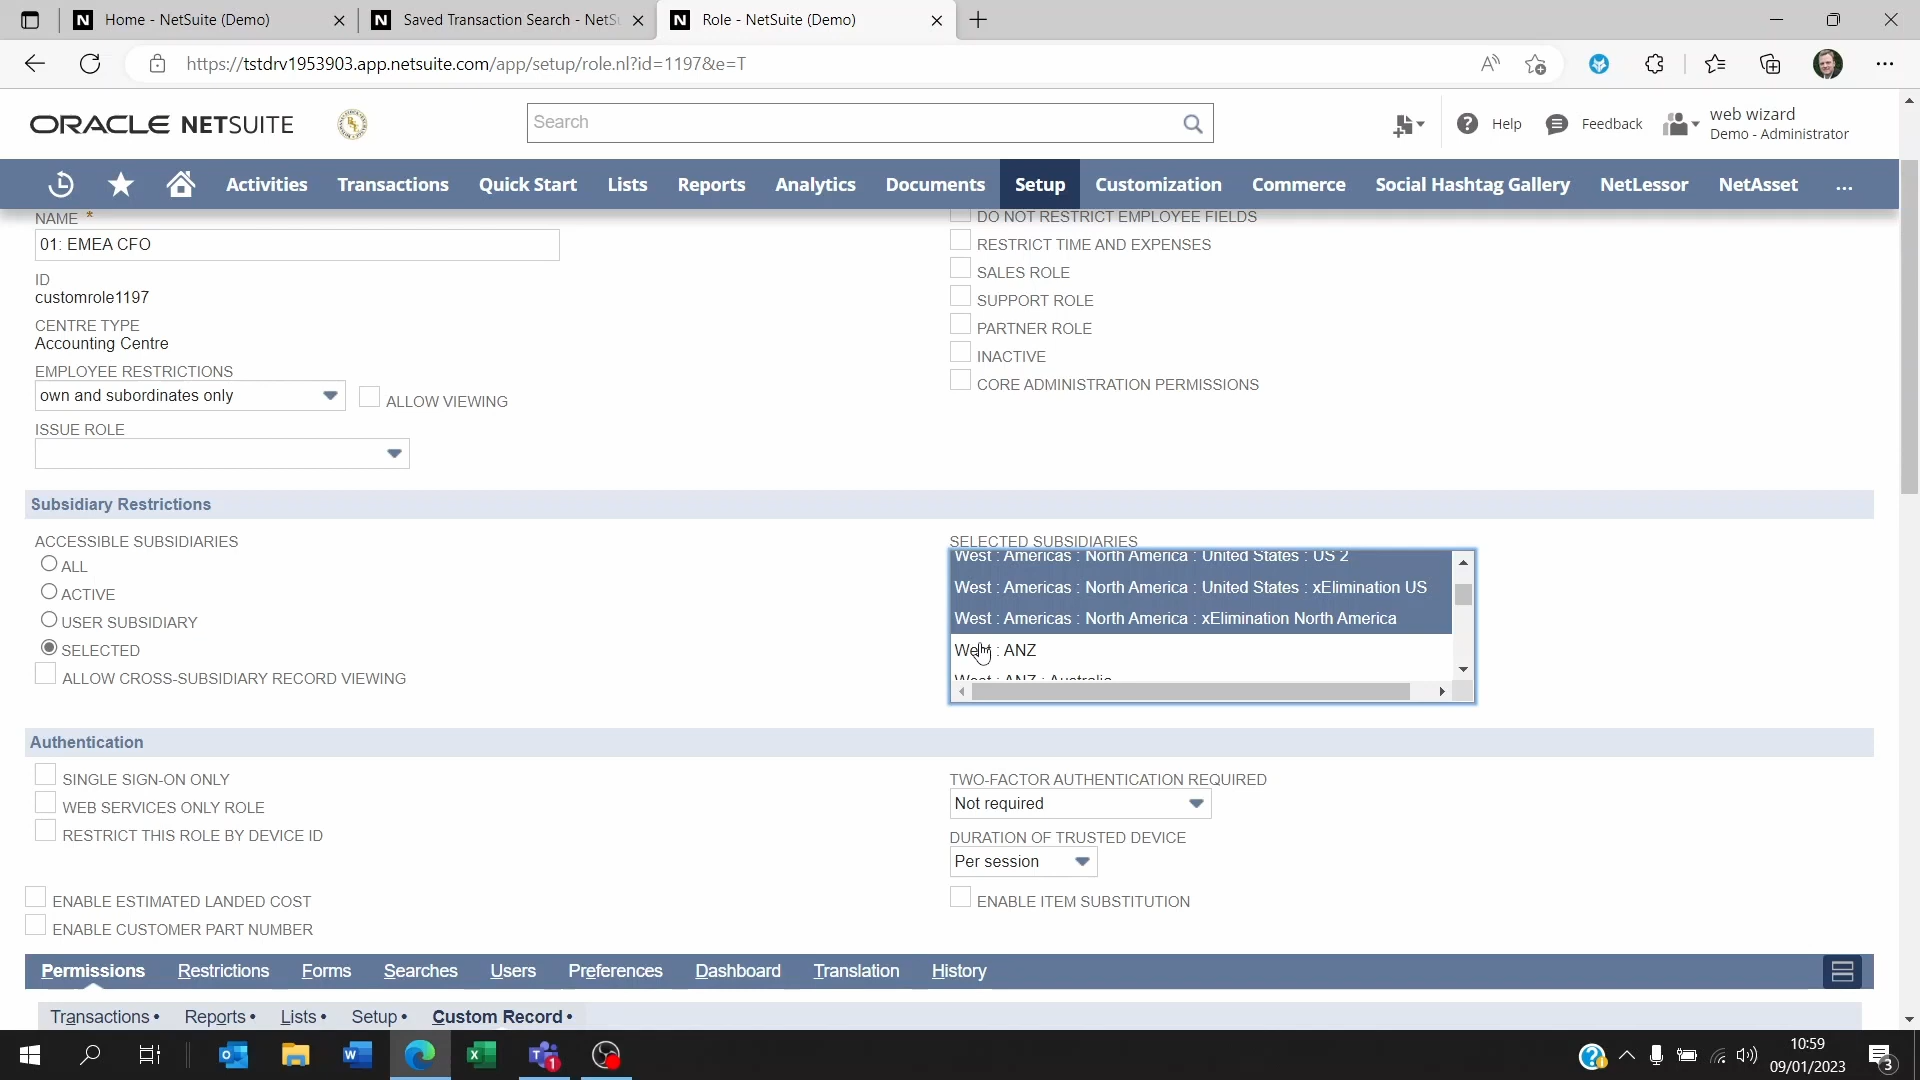 Home - NetSuite (Demo)
Saved Transaction Search - NetS
Role - NetSuite (Demo)
https://tstdrv1953903.app.netsuite.com/app/setup/role.nl?id=1197&e=T
ORACLE NETSUITE
Search
Help
Feedback
web wizard
Demo - Administrator
Activities
Transactions
Quick Start
Lists
Reports
Analytics
Documents
Setup
Customization
Commerce
Social Hashtag Gallery
NetLessor
NetAsset
...
NAME *
01: EMEA CFO
ID
customrole1197
CENTRE TYPE
Accounting Centre
EMPLOYEE RESTRICTIONS
own and subordinates only
ALLOW VIEWING
ISSUE ROLE
DO NOT RESTRICT EMPLOYEE FIELDS
RESTRICT TIME AND EXPENSES
SALES ROLE
SUPPORT ROLE
PARTNER ROLE
INACTIVE
CORE ADMINISTRATION PERMISSIONS
Subsidiary Restrictions
ACCESSIBLE SUBSIDIARIES
ALL
ACTIVE
USER SUBSIDIARY
SELECTED
ALLOW CROSS-SUBSIDIARY RECORD VIEWING
SELECTED SUBSIDIARIES
West : Americas : North America : United States : US 2
West : Americas : North America : United States : xElimination US
West : Americas : North America : xElimination North America
West : ANZ
West : ANZ : Australia
Authentication
SINGLE SIGN-ON ONLY
WEB SERVICES ONLY ROLE
RESTRICT THIS ROLE BY DEVICE ID
TWO-FACTOR AUTHENTICATION REQUIRED
Not required
DURATION OF TRUSTED DEVICE
Per session
ENABLE ESTIMATED LANDED COST
ENABLE CUSTOMER PART NUMBER
ENABLE ITEM SUBSTITUTION
Permissions
Restrictions
Forms
Searches
Users
Preferences
Dashboard
Translation
History
Transactions •
Reports •
Lists •
Setup •
Custom Record •
1
10:59
09/01/2023
3